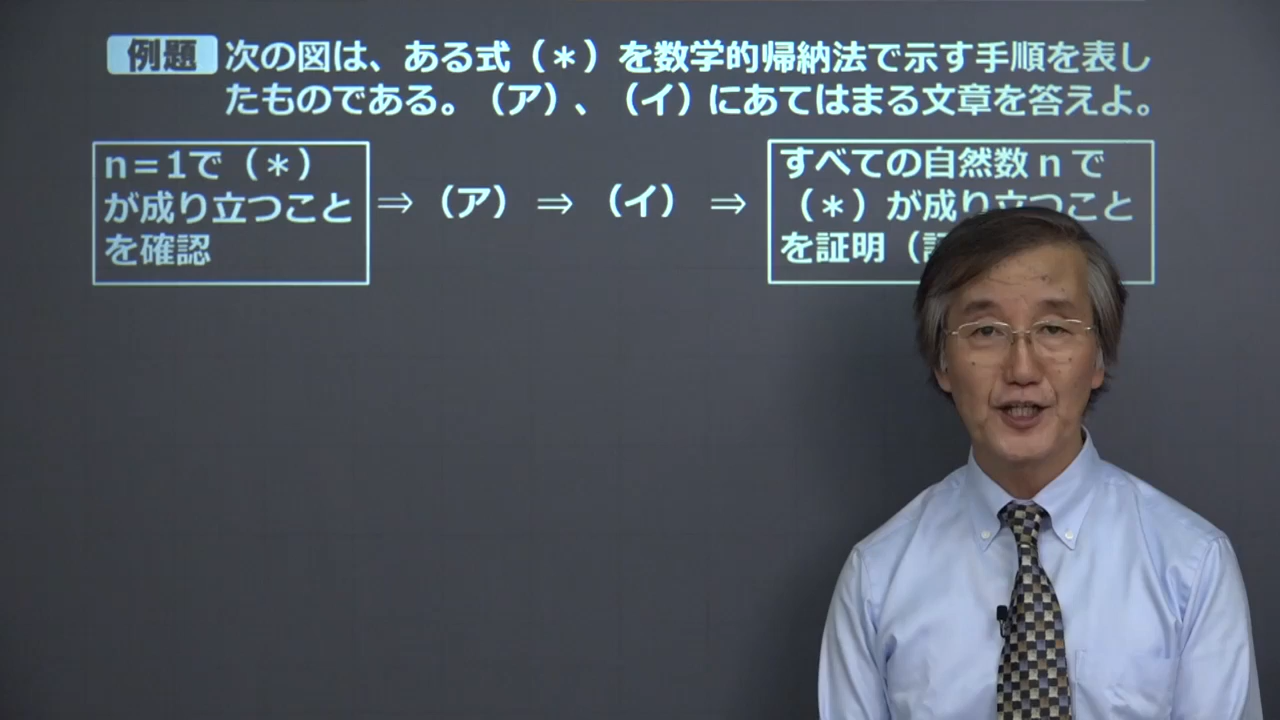 例題 次の図は、ある式（＊）を数学的帰納法で示す手順を表し
たものである。（ア）、（イ）にあてはまる文章を答えよ。
n＝1で（＊）
が成り立つこと
を確認
⇒（ア）⇒（イ）⇒
すべての自然数 n で
（＊）が成り立つこと
を証明（